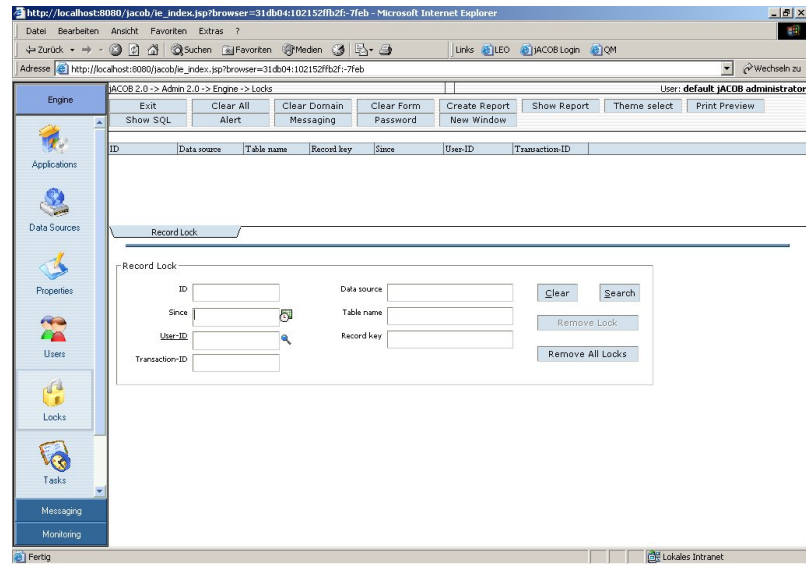 http://localhost:8080/jacob/ie_index.jsp?browser=31db04:102152ffb2f:-7feb - Microsoft Internet Explorer
Datei Bearbeiten Ansicht Favoriten Extras ?
Zurück Suchen Favoriten Medien Links LEO jACOB Login QM
Adresse http://localhost:8080/jacob/ie_index.jsp?browser=31db04:102152ffb2f:-7feb Wechseln zu
Engine
jACOB 2.0 -> Admin 2.0 -> Engine -> Locks User: default jACOB administrator
Exit Clear All Clear Domain Clear Form Create Report Show Report Theme select Print Preview
Show SQL Alert Messaging Password New Window
ID Data source Table name Record key Since User-ID Transaction-ID
Applications
Data Sources
Properties
Users
Locks
Tasks
Messaging
Monitoring
Record Lock
Record Lock
ID Data source Clear Search
Since Table name Remove Lock
User-ID Record key
Transaction-ID Remove All Locks
Fertig Lokales Intranet